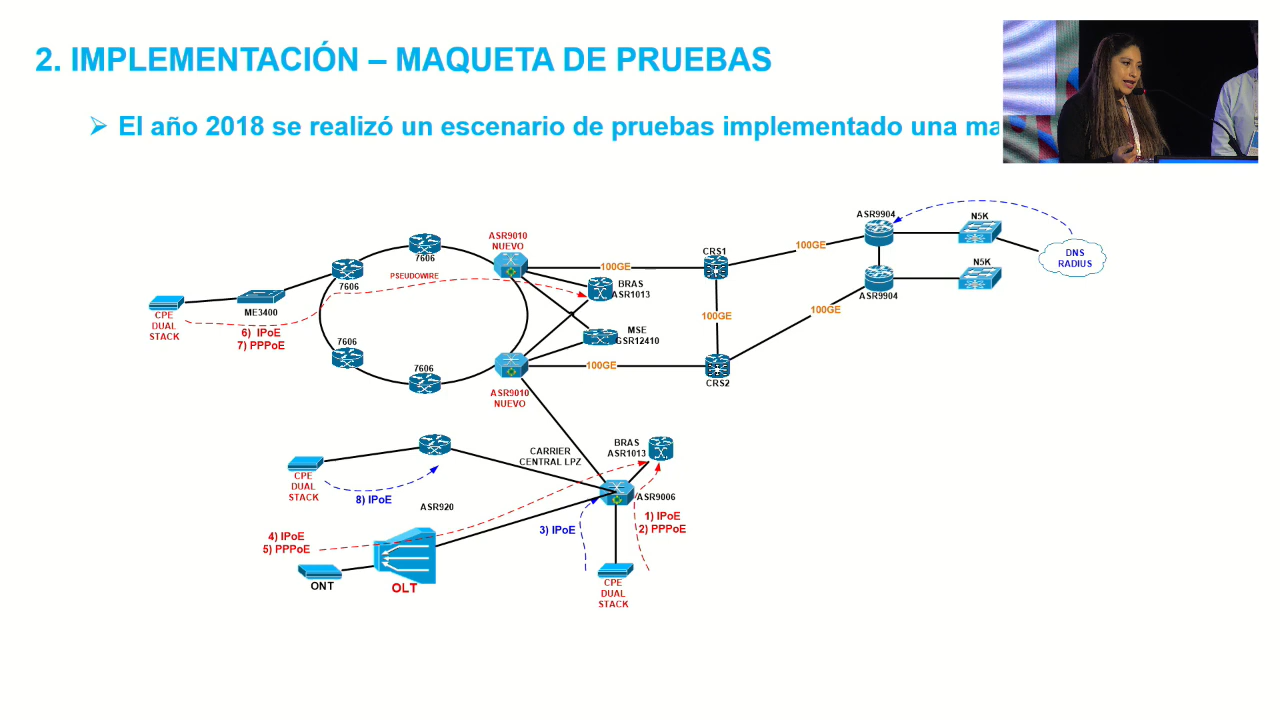 2. IMPLEMENTACIÓN – MAQUETA DE PRUEBAS
➢ El año 2018 se realizó un escenario de pruebas implementado una
ASR9904
N5K
ASR9010
NUEVO
7606
CRS1
100GE
DNS
RADIUS
100GE
PSEUDOWIRE
7606
BRAS
ASR1013
N5K
ASR9904
CPE
DUAL
STACK
ME3400
6) IPoE
7) PPPoE
100GE
100GE
MSE
GSR12410
7606
7606
100GE
CRS2
ASR9010
NUEVO
BRAS
ASR1013
CARRIER
CENTRAL LPZ
CPE
DUAL
STACK
8) IPoE
ASR9006
ASR920
1) IPoE
2) PPPoE
3) IPoE
4) IPoE
5) PPPoE
ONT
OLT
CPE
DUAL
STACK